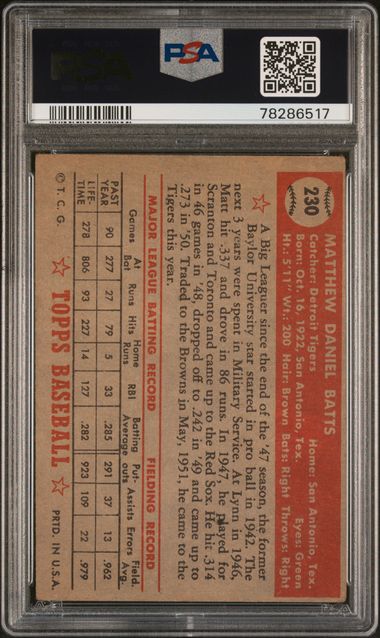 PSA
PSA
78286517
230
MATTHEW DANIEL BATTS
Catcher: Detroit Tigers Home: San Antonio, Tex.
Born: Oct. 16, 1922, San Antonio, Tex. Eyes: Green
Ht.: 5'11" Wt.: 200 Hair: Brown Bats: Right Throws: Right
☆ A Big Leaguer since the end of the '47 season, the former
Baylor University star started in pro ball in 1942. The
next 3 years were spent in Military Service. At Lynn in 1946,
Matt hit .337 and drove in 86 runs. In 1947, he played for
Scranton and Toronto and came up to the Red Sox. He hit .314
in 46 games in '48, dropped off to .242 in '49 and came up to
.273 in '50. Traded to the Browns in May, 1951, he came to the
Tigers this year.
MAJOR LEAGUE BATTING RECORD FIELDING RECORD
Games At Bat Runs Hits Home Runs RBI Batting Average Put-outs Assists Errors Field. Avg.
PAST YEAR 90 277 27 79 5 33 .285 291 37 13 .962
LIFE-TIME 278 806 93 227 14 127 .282 923 109 22 .979
© T. C. G. ☆ TOPPS BASEBALL ☆ PRTD. IN U.S.A.